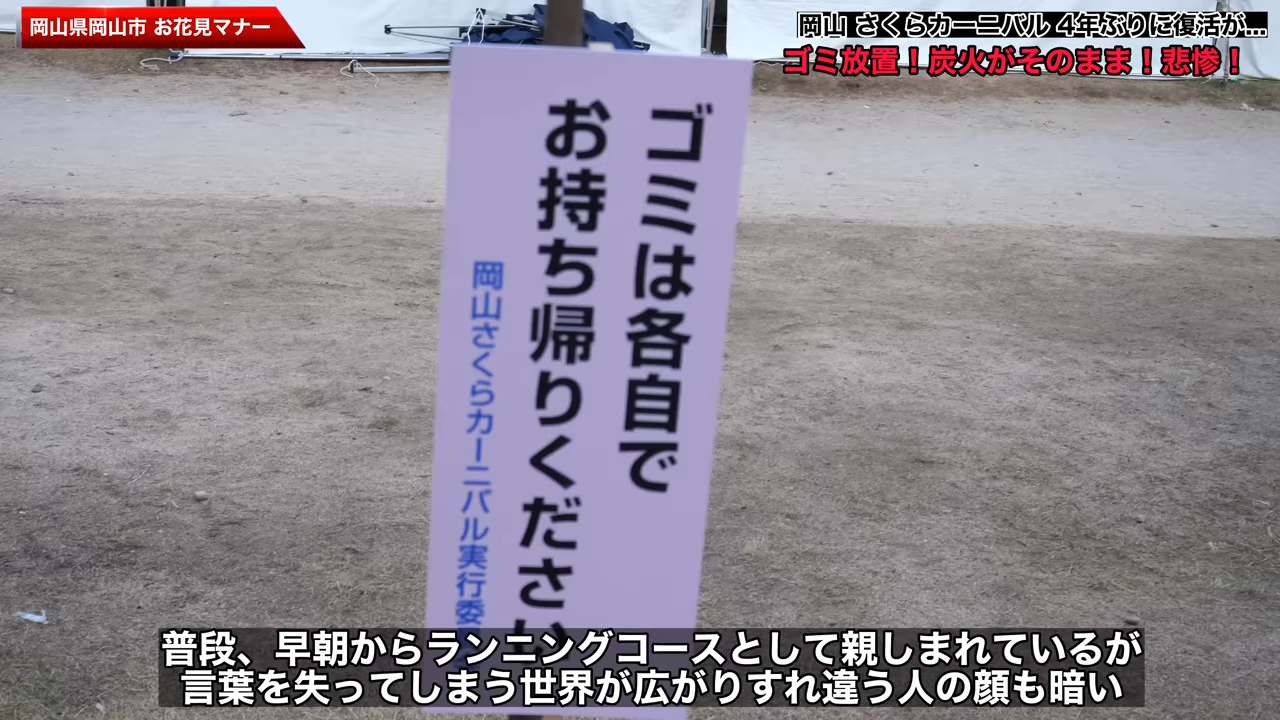 岡山県岡山市 お花見マナー
岡山 さくらカーニバル 4年ぶりに復活が...
ゴミ放置！炭火がそのまま！悲惨！
ゴミは各自で
お持ち帰りください
岡山さくらカーニバル実行委
普段、早朝からランニングコースとして親しまれているが
言葉を失ってしまう世界が広がりすれ違う人の顔も暗い